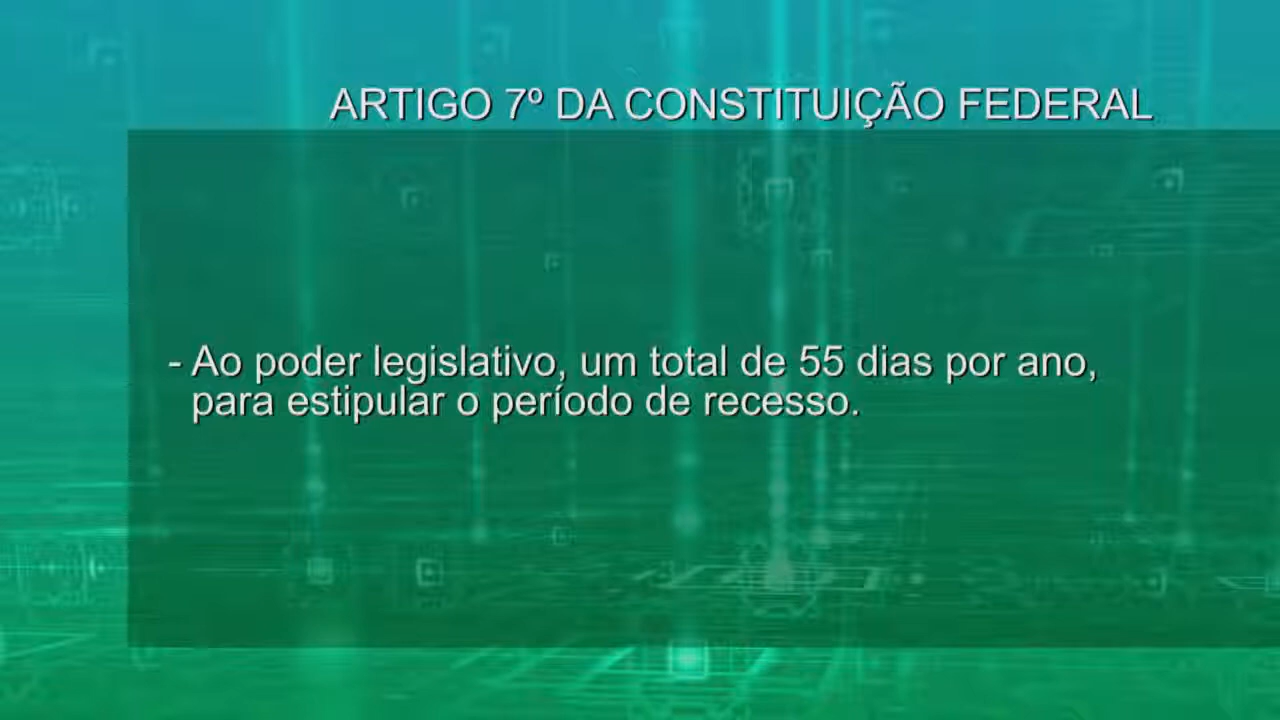 ARTIGO 7º DA CONSTITUIÇÃO FEDERAL
- Ao poder legislativo, um total de 55 dias por ano,
para estipular o período de recesso.